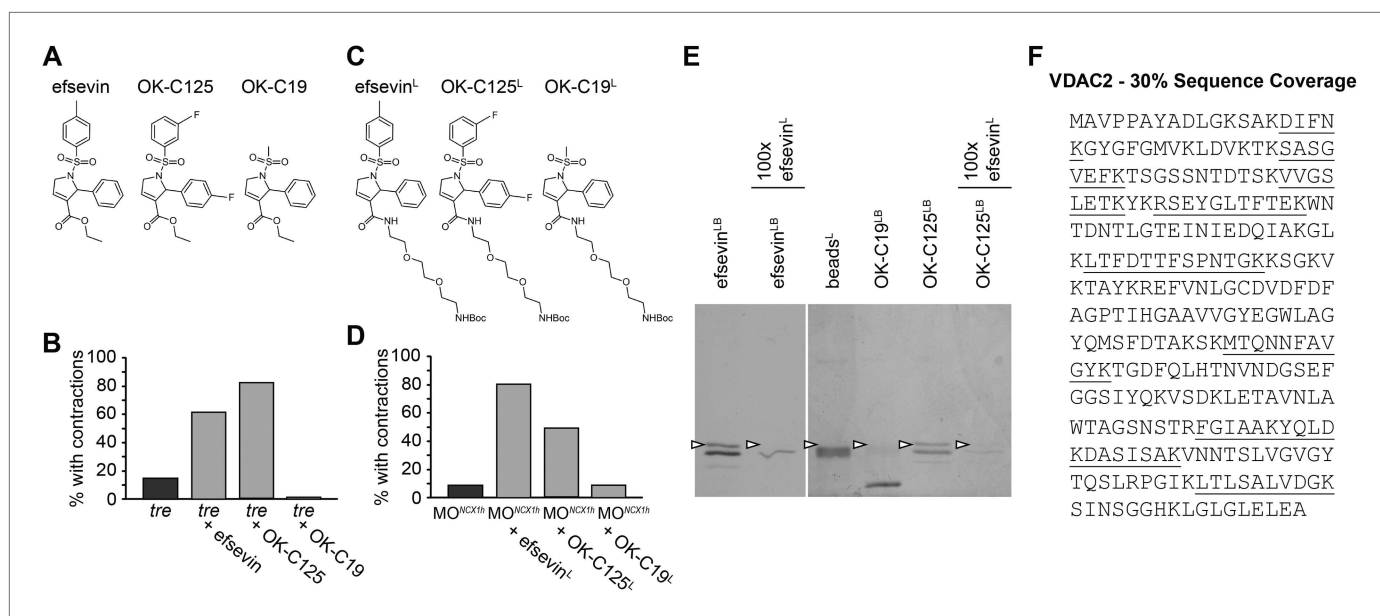 A
efsevin
OK-C125
OK-C19
F
O
S
O
N
O
O
F
O
S
O
N
F
O
O
O
S
O
N
O
O
B
% with contractions
100
80
60
40
20
0
tre
tre + efsevin
tre + OK-C125
tre + OK-C19
C
efsevinL
OK-C125L
OK-C19L
O
S
O
N
O
NH
O
O
NHBoc
F
O
S
O
N
F
O
NH
O
O
NHBoc
O
S
O
N
O
NH
O
O
NHBoc
D
% with contractions
100
80
60
40
20
0
MONCX1h
MONCX1h + efsevinL
MONCX1h + OK-C125L
MONCX1h + OK-C19L
E
100x efsevinL
100x efsevinL
efsevinLB
efsevinLB
beadsL
OK-C19LB
OK-C125LB
OK-C125LB
F
VDAC2 - 30% Sequence Coverage
MAVPPAYADLGKSAKDIFN
KGYGFGMVKLDVKTKSASG
VEFKTSGSSNTDTSKVVGS
LETKYKRSEYGLTFTEKWN
TDNTLGTEINIEDQIAKGL
KLTFDTTFSPNTGKKSGKV
KTAYKREFVNLGCDVDFDF
AGPTIHGAAVVGYEGWLAG
YQMSFDTAKSKMTQNNFAV
GYKTGDFQLHTNVNDGSEF
GGSIYQKVSDKLETAVNLA
WTAGSNSTRFGIAAKYQLD
KDASISAKVNNTSLVGVGY
TQSLRPGIKLTLSALVDGK
SINSGGHKLGLGLELEA